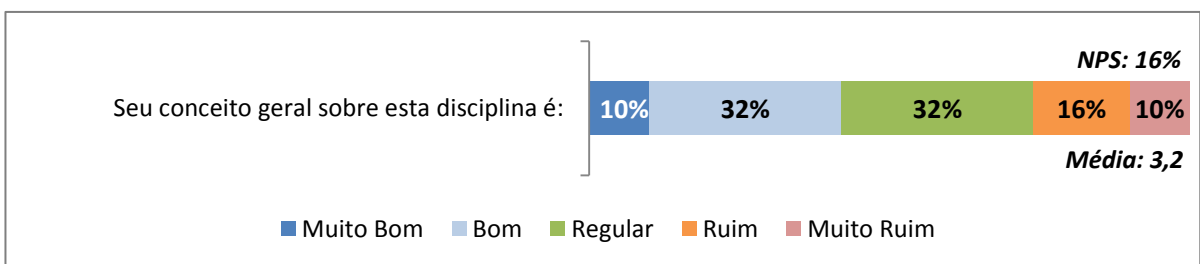 NPS: 16%
Seu conceito geral sobre esta disciplina é: 10% 32% 32% 16% 10%
Média: 3,2
Muito Bom Bom Regular Ruim Muito Ruim